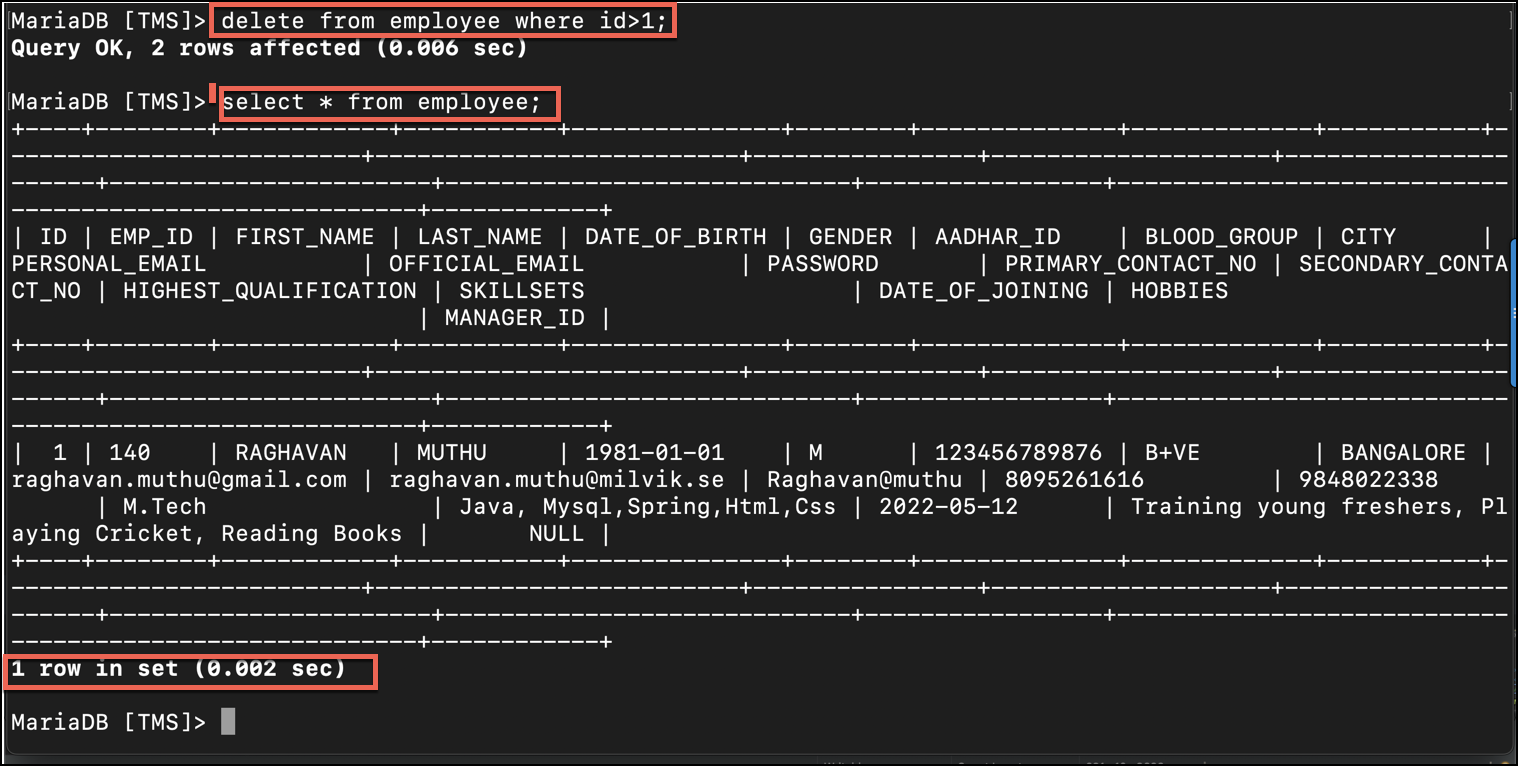 MariaDB [TMS]> delete from employee where id>1;
Query OK, 2 rows affected (0.006 sec)
MariaDB [TMS]> select * from employee;
+----+---------+------------+-----------+---------------+--------+--------------+-------------+-----------+-
-------------------------+--------------------------+----------------+--------------------+----------------
------+-----------------------+-----------------------------+-----------------+----------------------------
-----------------------------+------------+
| ID | EMP_ID | FIRST_NAME | LAST_NAME | DATE_OF_BIRTH | GENDER | AADHAR_ID    | BLOOD_GROUP | CITY      |
PERSONAL_EMAIL           | OFFICIAL_EMAIL           | PASSWORD       | PRIMARY_CONTACT_NO | SECONDARY_CONTA
CT_NO | HIGHEST_QUALIFICATION | SKILLSETS                   | DATE_OF_JOINING | HOBBIES
                             | MANAGER_ID |
+----+--------+------------+-----------+---------------+--------+--------------+-------------+-----------+-
-------------------------+--------------------------+----------------+--------------------+----------------
------+-----------------------+-----------------------------+-----------------+----------------------------
-----------------------------+------------+
|  1 | 140    | RAGHAVAN   | MUTHU     | 1981-01-01    | M      | 123456789876 | B+VE        | BANGALORE |
raghavan.muthu@gmail.com | raghavan.muthu@milvik.se | Raghavan@muthu | 8095261616         | 9848022338
      | M.Tech                | Java, Mysql,Spring,Html,Css | 2022-05-12      | Training young freshers, Pl
aying Cricket, Reading Books |       NULL |
+----+--------+------------+-----------+---------------+--------+--------------+-------------+-----------+-
-------------------------+--------------------------+----------------+--------------------+----------------
------+-----------------------+-----------------------------+-----------------+----------------------------
-----------------------------+------------+
1 row in set (0.002 sec)
MariaDB [TMS]>